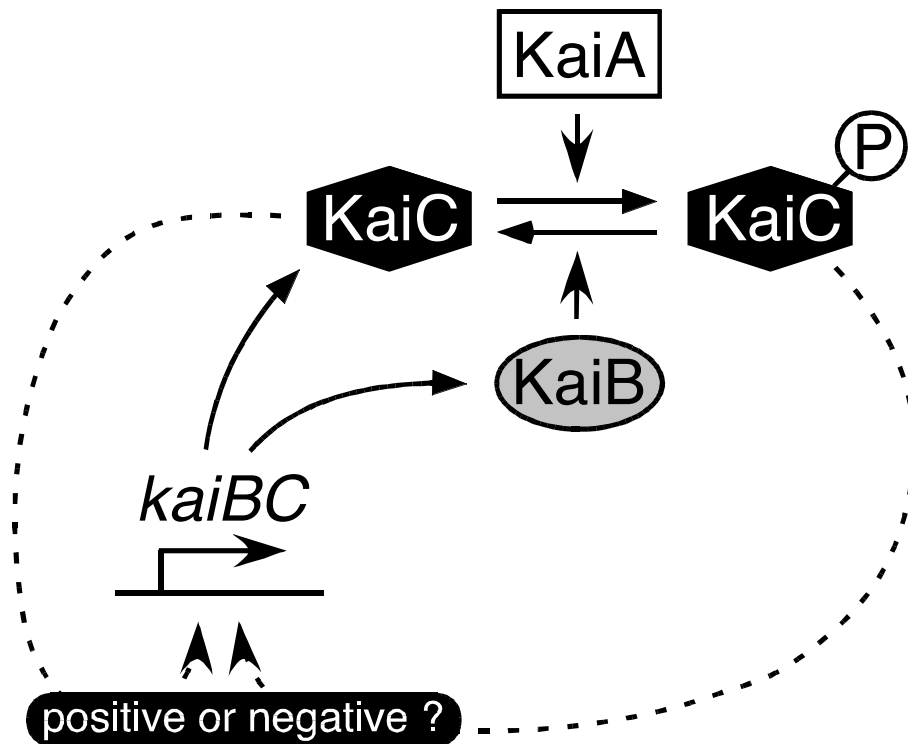 KaiA
P
KaiC
KaiC
KaiB
kaiBC
positive or negative ?